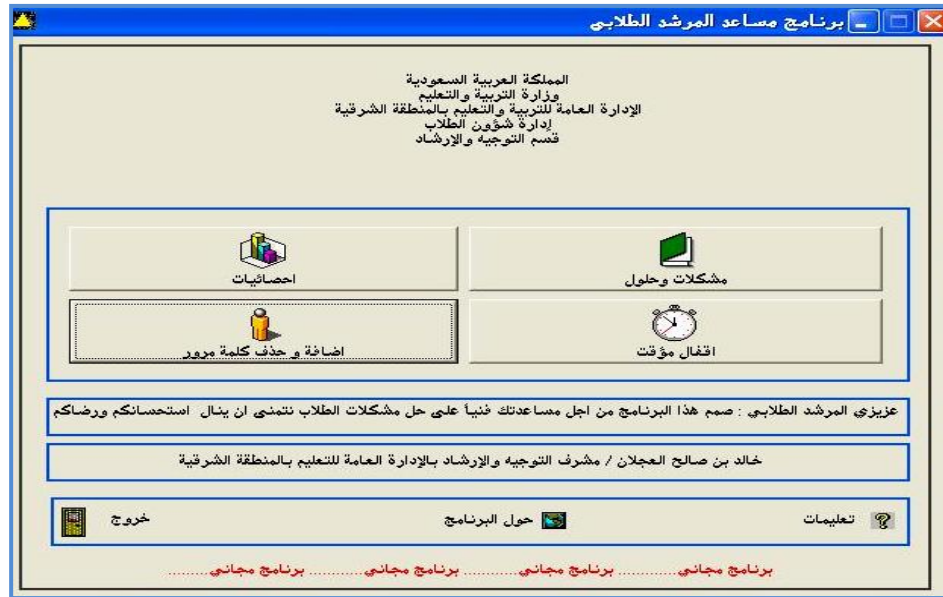 برنامج مساعد المرشد الطلابي
المملكة العربية السعودية
وزارة التربية والتعليم
الإدارة العامة للتربية والتعليم بالمنطقة الشرقية
إدارة شؤون الطلاب
قسم التوجيه والإرشاد
مشكلات وحلول
احصائيات
اقفال مؤقت
اضافة و حذف كلمة مرور
عزيزي المرشد الطلابي : صمم هذا البرنامج من اجل مساعدتك فنياً على حل مشكلات الطلاب نتمنى ان ينال استحسانكم ورضاكم
خالد بن صالح العجلان / مشرف التوجيه والإرشاد بالإدارة العامة للتعليم بالمنطقة الشرقية
تعليمات
حول البرنامج
خروج
برنامج مجاني............. برنامج مجاني............ برنامج مجاني............ برنامج مجاني.........